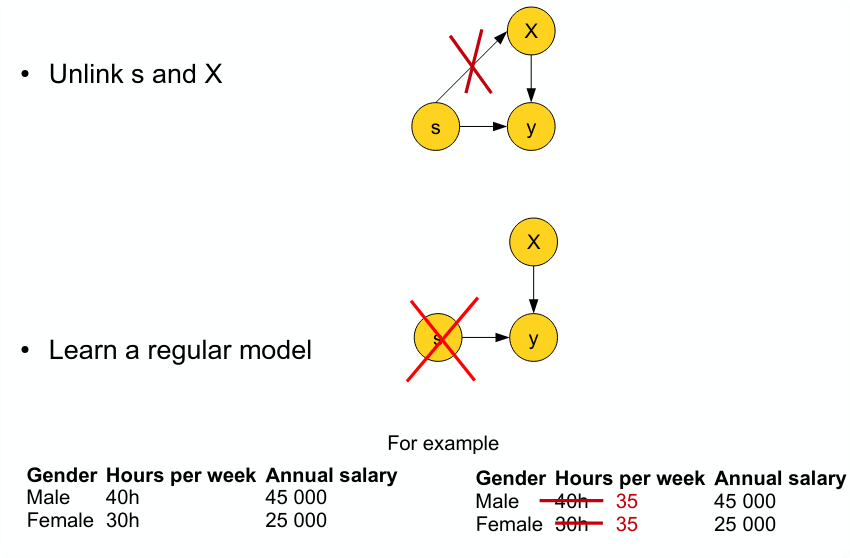 X
• Unlink s and X
s y
X
s y
• Learn a regular model
For example
Gender Hours per week Annual salary
Male 40h 45 000
Female 30h 25 000
Gender Hours per week Annual salary
Male 40h 35 45 000
Female 30h 35 25 000